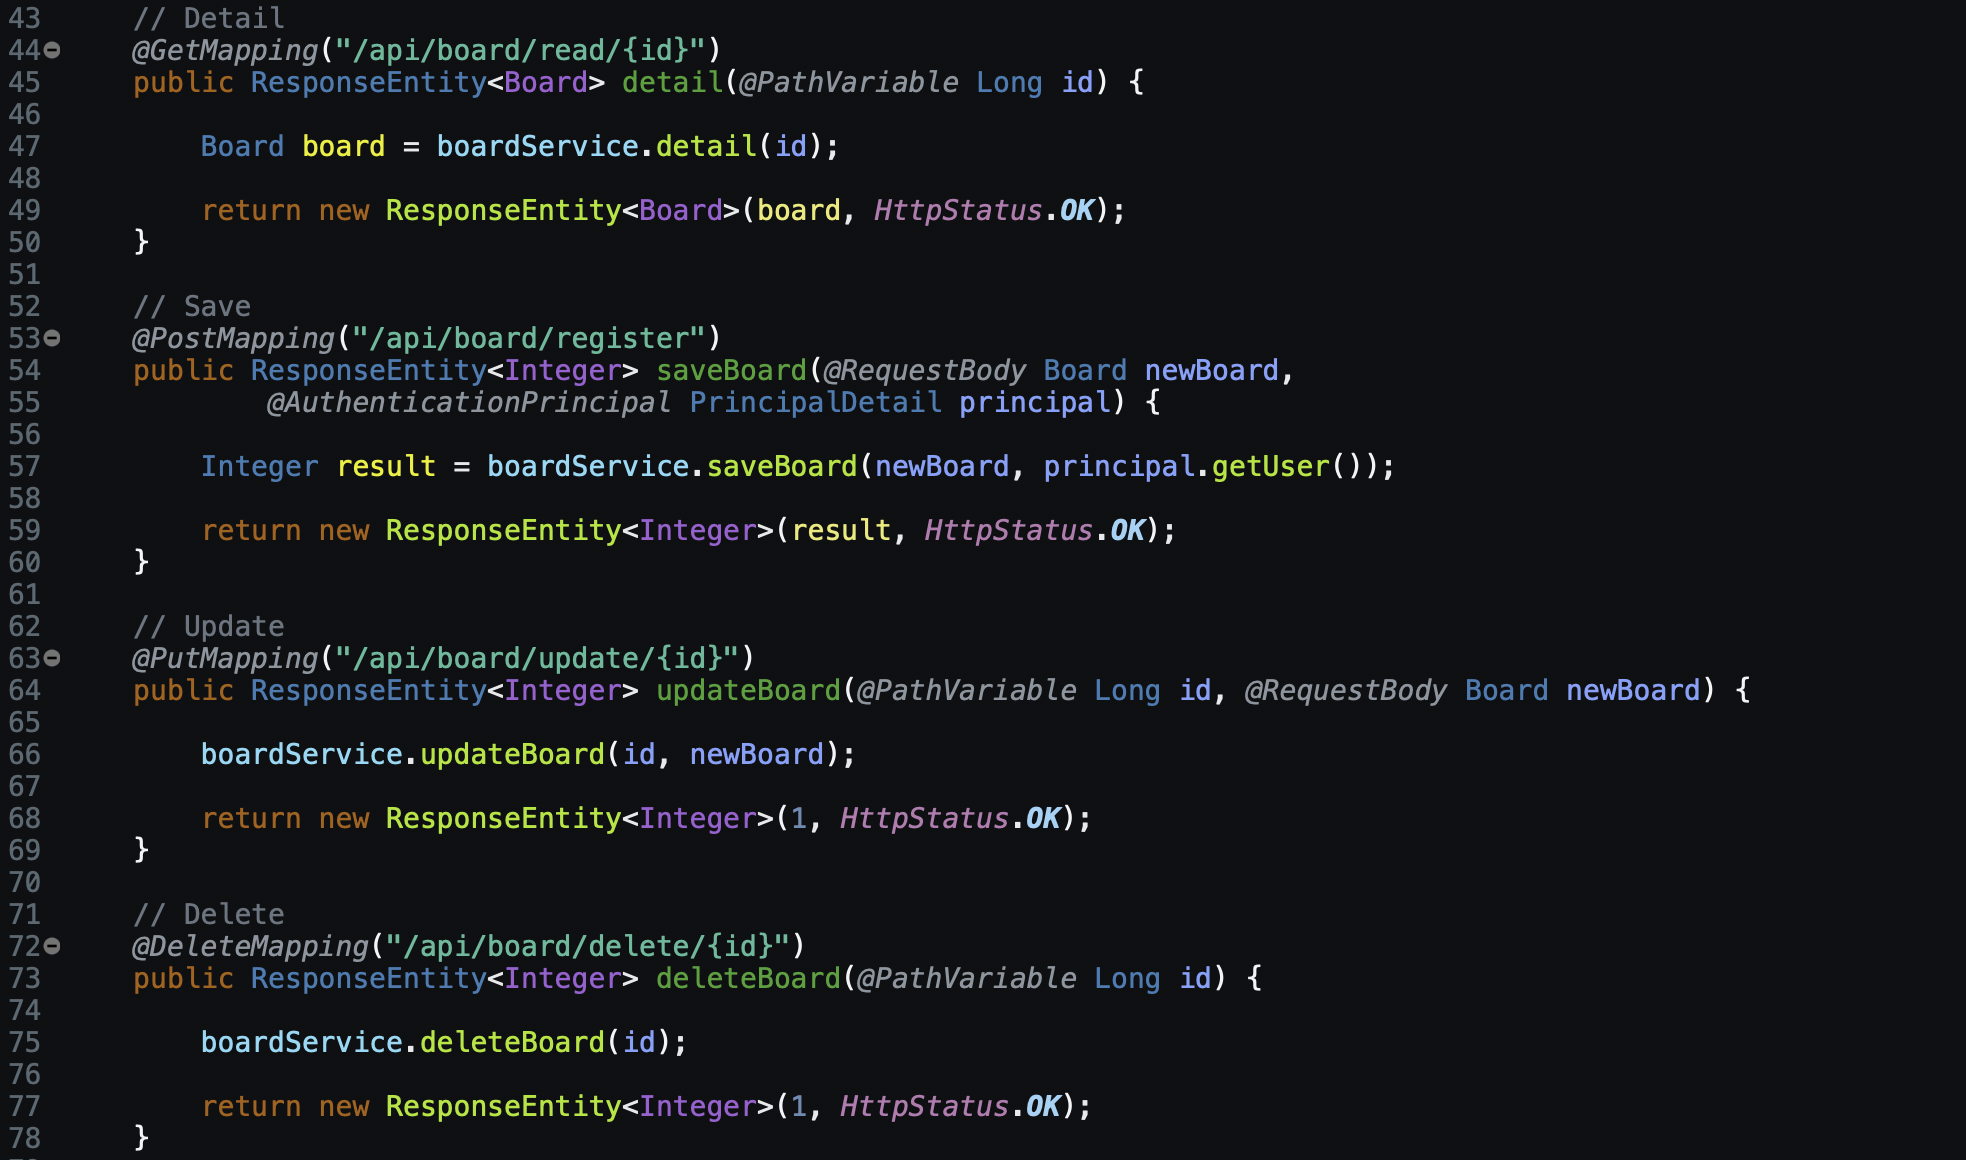 43 // Detail
44 @GetMapping("/api/board/read/{id}")
45 public ResponseEntity<Board> detail(@PathVariable Long id) {
46
47 Board board = boardService.detail(id);
48
49 return new ResponseEntity<Board>(board, HttpStatus.OK);
50 }
51
52 // Save
53 @PostMapping("/api/board/register")
54 public ResponseEntity<Integer> saveBoard(@RequestBody Board newBoard,
55 @AuthenticationPrincipal PrincipalDetail principal) {
56
57 Integer result = boardService.saveBoard(newBoard, principal.getUser());
58
59 return new ResponseEntity<Integer>(result, HttpStatus.OK);
60 }
61
62 // Update
63 @PutMapping("/api/board/update/{id}")
64 public ResponseEntity<Integer> updateBoard(@PathVariable Long id, @RequestBody Board newBoard) {
65
66 boardService.updateBoard(id, newBoard);
67
68 return new ResponseEntity<Integer>(1, HttpStatus.OK);
69 }
70
71 // Delete
72 @DeleteMapping("/api/board/delete/{id}")
73 public ResponseEntity<Integer> deleteBoard(@PathVariable Long id) {
74
75 boardService.deleteBoard(id);
76
77 return new ResponseEntity<Integer>(1, HttpStatus.OK);
78 }